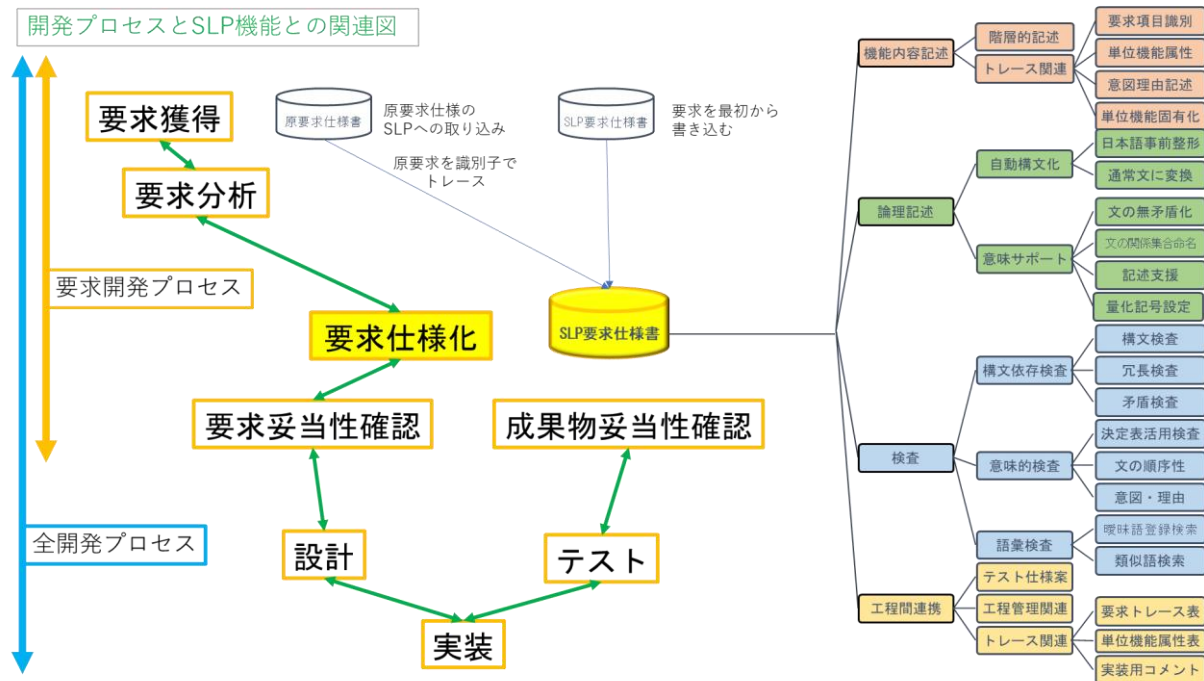 開発プロセスとSLP機能との関連図
要求獲得
要求分析
要求開発プロセス
要求仕様化
要求妥当性確認
成果物妥当性確認
全開発プロセス
設計
テスト
実装
原要求仕様書
原要求仕様の
SLPへの取り込み
SLP要求仕様書
要求を最初から
書き込む
原要求を識別子で
トレース
SLP要求仕様書
機能内容記述
階層的記述
トレース関連
要求項目識別
単位機能属性
意図理由記述
単位機能固有化
論理記述
自動構文化
日本語事前整形
通常文に変換
意味サポート
文の無矛盾化
文の関係集合命名
記述支援
量化記号設定
検査
構文依存検査
構文検査
冗長検査
矛盾検査
意味的検査
決定表活用検査
文の順序性
意図・理由
語彙検査
曖昧語登録検索
類似語検索
工程間連携
テスト仕様案
工程管理関連
トレース関連
要求トレース表
単位機能属性表
実装用コメント